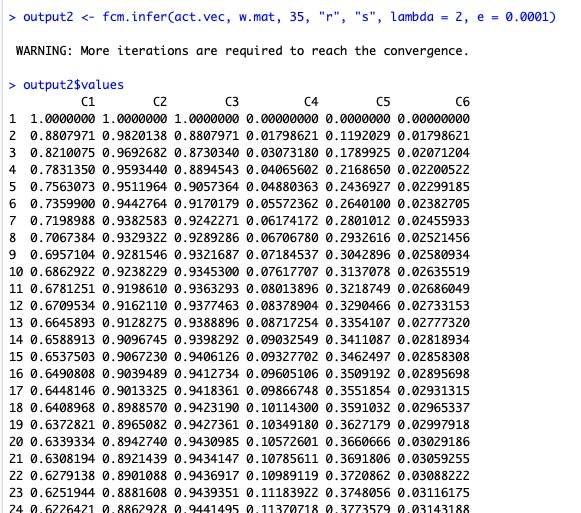 > output2 <- fcm.infer(act.vec, w.mat, 35, "r", "s", lambda = 2, e = 0.0001)
WARNING: More iterations are required to reach the convergence.
> output2$values
C1 C2 C3 C4 C5 C6
1 1.0000000 1.0000000 1.0000000 0.00000000 0.0000000 0.00000000
2 0.8807971 0.9820138 0.8807971 0.01798621 0.1192029 0.01798621
3 0.8210075 0.9692682 0.8730340 0.03073180 0.1789925 0.02071204
4 0.7831350 0.9593440 0.8894543 0.04065602 0.2168650 0.02200522
5 0.7563073 0.9511964 0.9057364 0.04880363 0.2436927 0.02299185
6 0.7359900 0.9442764 0.9170179 0.05572362 0.2640100 0.02382705
7 0.7198988 0.9382583 0.9242271 0.06174172 0.2801012 0.02455933
8 0.7067384 0.9329322 0.9289286 0.06706780 0.2932616 0.02521456
9 0.6957104 0.9281546 0.9321687 0.07184537 0.3042896 0.02580934
10 0.6862922 0.9238229 0.9345300 0.07617707 0.3137078 0.02635519
11 0.6781251 0.9198610 0.9363293 0.08013896 0.3218749 0.02686049
12 0.6709534 0.9162110 0.9377463 0.08378904 0.3290466 0.02733153
13 0.6645893 0.9128275 0.9388896 0.08717254 0.3354107 0.02777320
14 0.6588913 0.9096745 0.9398292 0.09032549 0.3411087 0.02818934
15 0.6537503 0.9067230 0.9406126 0.09327702 0.3462497 0.02858308
16 0.6490808 0.9039489 0.9412734 0.09605106 0.3509192 0.02895698
17 0.6448146 0.9013325 0.9418361 0.09866748 0.3551854 0.02931315
18 0.6408968 0.8988570 0.9423190 0.10114300 0.3591032 0.02965337
19 0.6372821 0.8965082 0.9427361 0.10349180 0.3627179 0.02997918
20 0.6339334 0.8942740 0.9430985 0.10572601 0.3660666 0.03029186
21 0.6308194 0.8921439 0.9434147 0.10785611 0.3691806 0.03059255
22 0.6279138 0.8901088 0.9436917 0.10989119 0.3720862 0.03088222
23 0.6251944 0.8881608 0.9439351 0.11183922 0.3748056 0.03116175
24 0.6226421 0.8862928 0.9441495 0.11370718 0.3773579 0.03143188